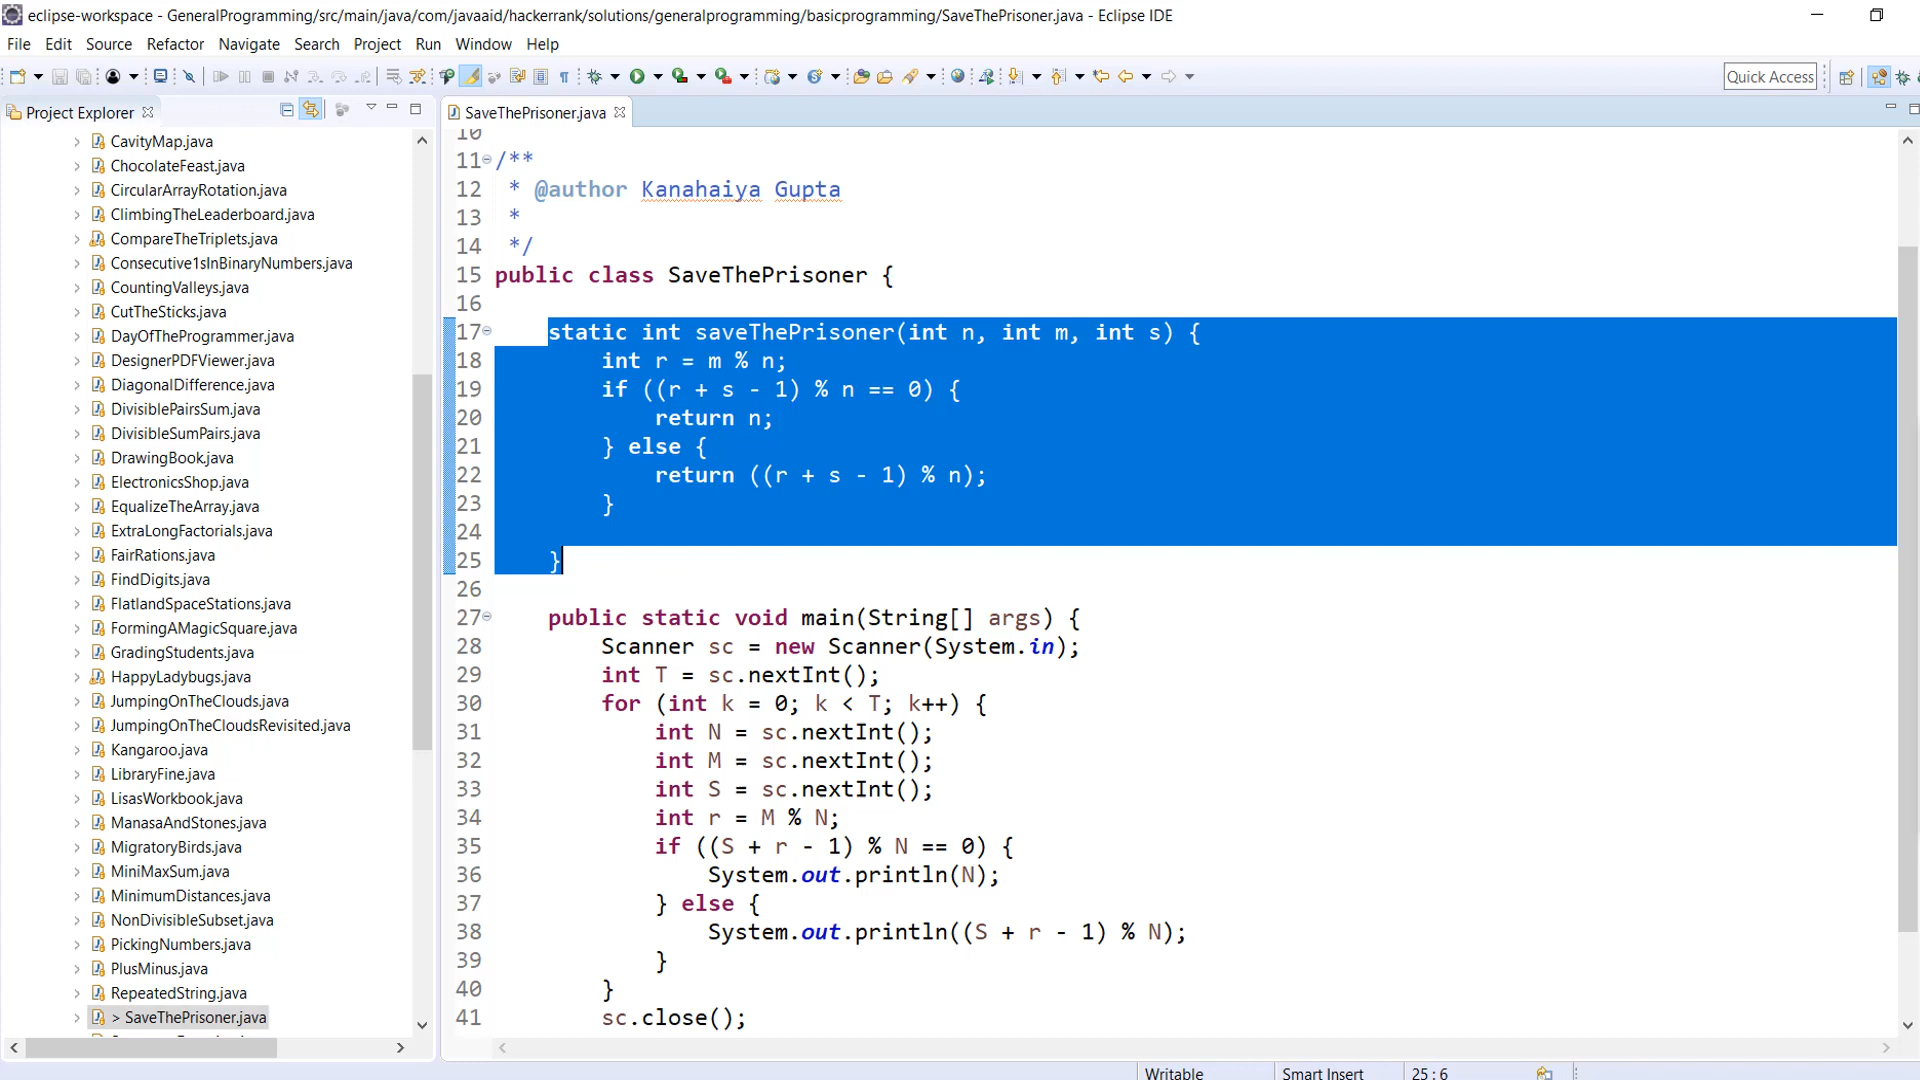 eclipse-workspace - GeneralProgramming/src/main/java/com/javaaid/hackerrank/solutions/generalprogramming/basicprogramming/SaveThePrisoner.java - Eclipse IDE
File Edit Source Refactor Navigate Search Project Run Window Help
Quick Access
Project Explorer
SaveThePrisoner.java
CavityMap.java
ChocolateFeast.java
CircularArrayRotation.java
ClimbingTheLeaderboard.java
CompareTheTriplets.java
Consecutive1sInBinaryNumbers.java
CountingValleys.java
CutTheSticks.java
DayOfTheProgrammer.java
DesignerPDFViewer.java
DiagonalDifference.java
DivisiblePairsSum.java
DivisibleSumPairs.java
DrawingBook.java
ElectronicsShop.java
EqualizeTheArray.java
ExtraLongFactorials.java
FairRations.java
FindDigits.java
FlatlandSpaceStations.java
FormingAMagicSquare.java
GradingStudents.java
HappyLadybugs.java
JumpingOnTheClouds.java
JumpingOnTheCloudsRevisited.java
Kangaroo.java
LibraryFine.java
LisasWorkbook.java
ManasaAndStones.java
MigratoryBirds.java
MiniMaxSum.java
MinimumDistances.java
NonDivisibleSubset.java
PickingNumbers.java
PlusMinus.java
RepeatedString.java
> SaveThePrisoner.java
10
11 /**
12 * @author Kanahaiya Gupta
13 *
14 */
15 public class SaveThePrisoner {
16
17 static int saveThePrisoner(int n, int m, int s) {
18 int r = m % n;
19 if ((r + s - 1) % n == 0) {
20 return n;
21 } else {
22 return ((r + s - 1) % n);
23 }
24
25 }
26
27 public static void main(String[] args) {
28 Scanner sc = new Scanner(System.in);
29 int T = sc.nextInt();
30 for (int k = 0; k < T; k++) {
31 int N = sc.nextInt();
32 int M = sc.nextInt();
33 int S = sc.nextInt();
34 int r = M % N;
35 if ((S + r - 1) % N == 0) {
36 System.out.println(N);
37 } else {
38 System.out.println((S + r - 1) % N);
39 }
40 }
41 sc.close();
Writable Smart Insert 25 : 6